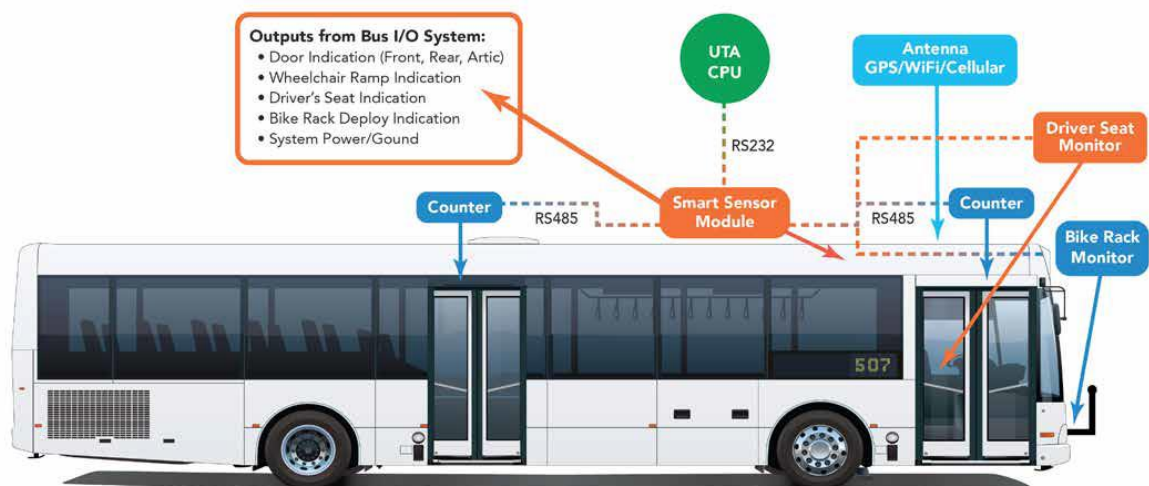 Outputs from Bus I/O System:
• Door Indication (Front, Rear, Artic)
• Wheelchair Ramp Indication
• Driver's Seat Indication
• Bike Rack Deploy Indication
• System Power/Gound
UTA
CPU
Antenna
GPS/WiFi/Cellular
RS232
Driver Seat
Monitor
Counter
RS485
Smart Sensor
Module
RS485
Counter
Bike Rack
Monitor
507